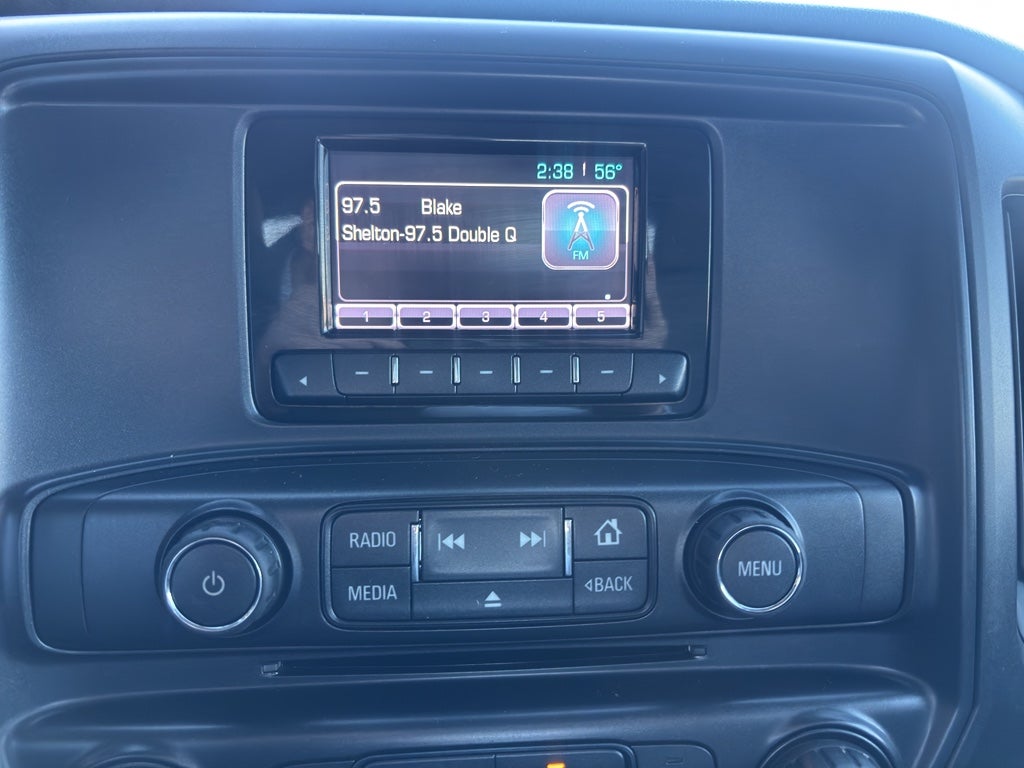 2:38 56°
97.5 Blake
Shelton-97.5 Double Q
FM
1 2 3 4 5
RADIO
MEDIA
BACK
MENU